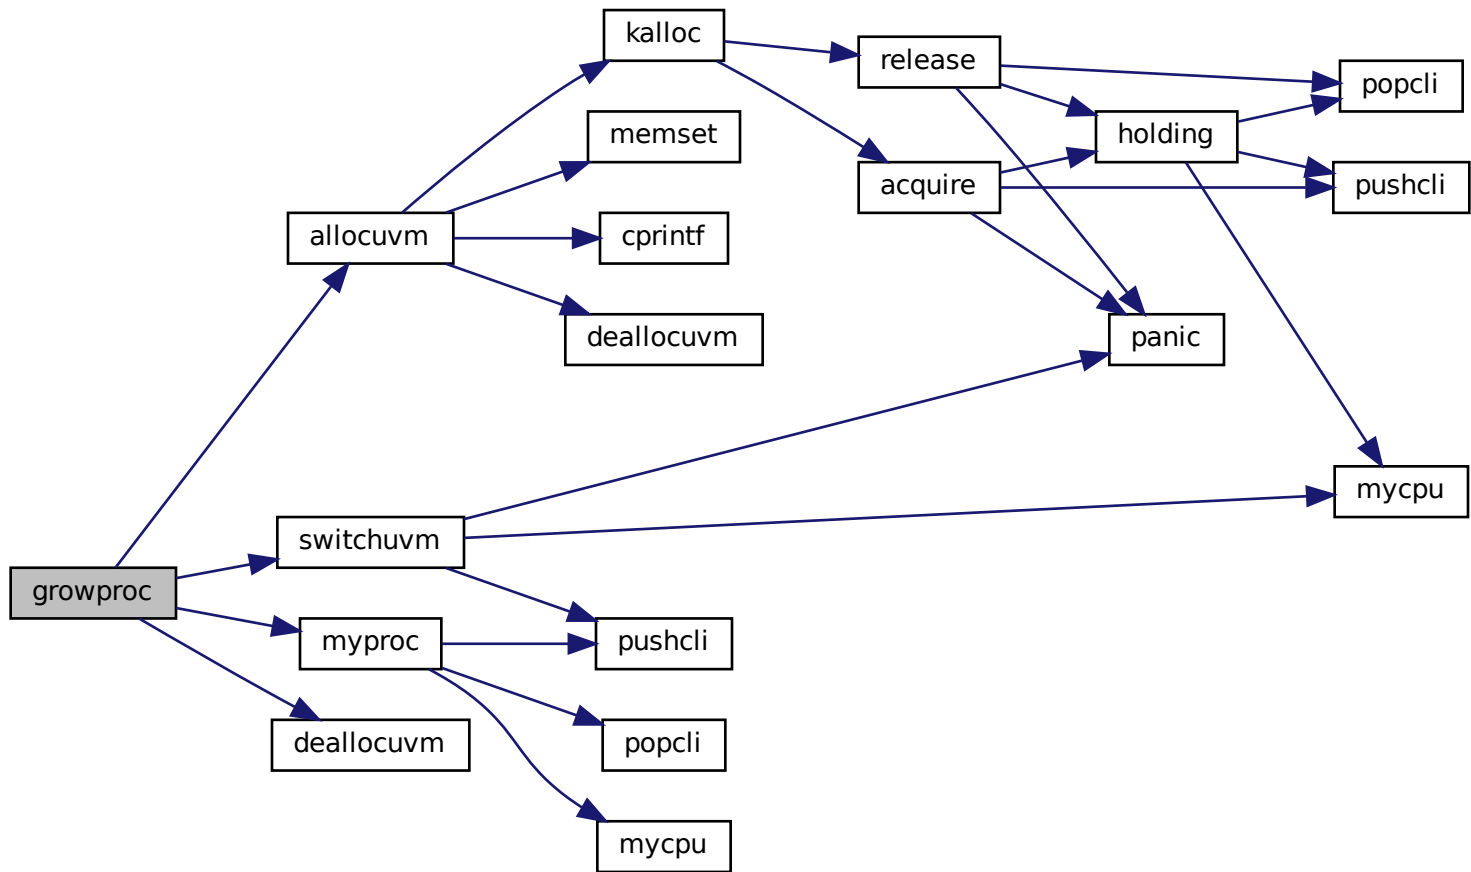 kalloc
release
popcli
memset
holding
acquire
pushcli
allocuvm
cprintf
deallocuvm
panic
mycpu
switchuvm
growproc
myproc
pushcli
deallocuvm
popcli
mycpu